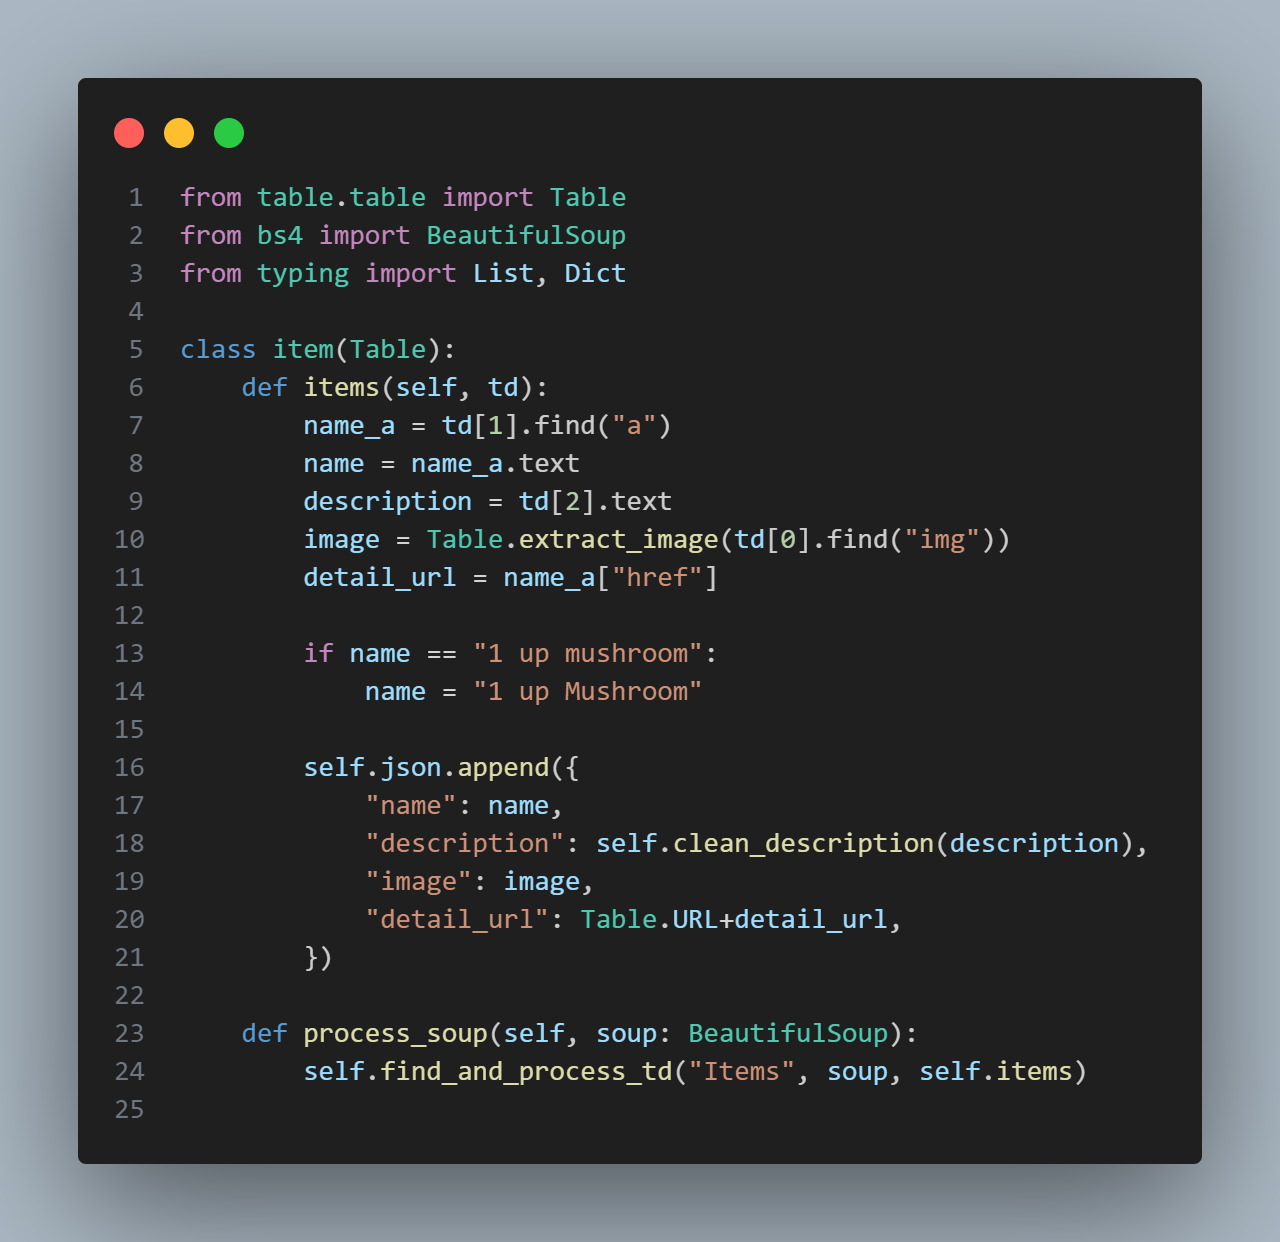 1 from table.table import Table
2 from bs4 import BeautifulSoup
3 from typing import List, Dict
4
5 class item(Table):
6     def items(self, td):
7         name_a = td[1].find("a")
8         name = name_a.text
9         description = td[2].text
10         image = Table.extract_image(td[0].find("img"))
11         detail_url = name_a["href"]
12
13         if name == "1 up mushroom":
14             name = "1 up Mushroom"
15
16         self.json.append({
17             "name": name,
18             "description": self.clean_description(description),
19             "image": image,
20             "detail_url": Table.URL+detail_url,
21         })
22
23     def process_soup(self, soup: BeautifulSoup):
24         self.find_and_process_td("Items", soup, self.items)
25